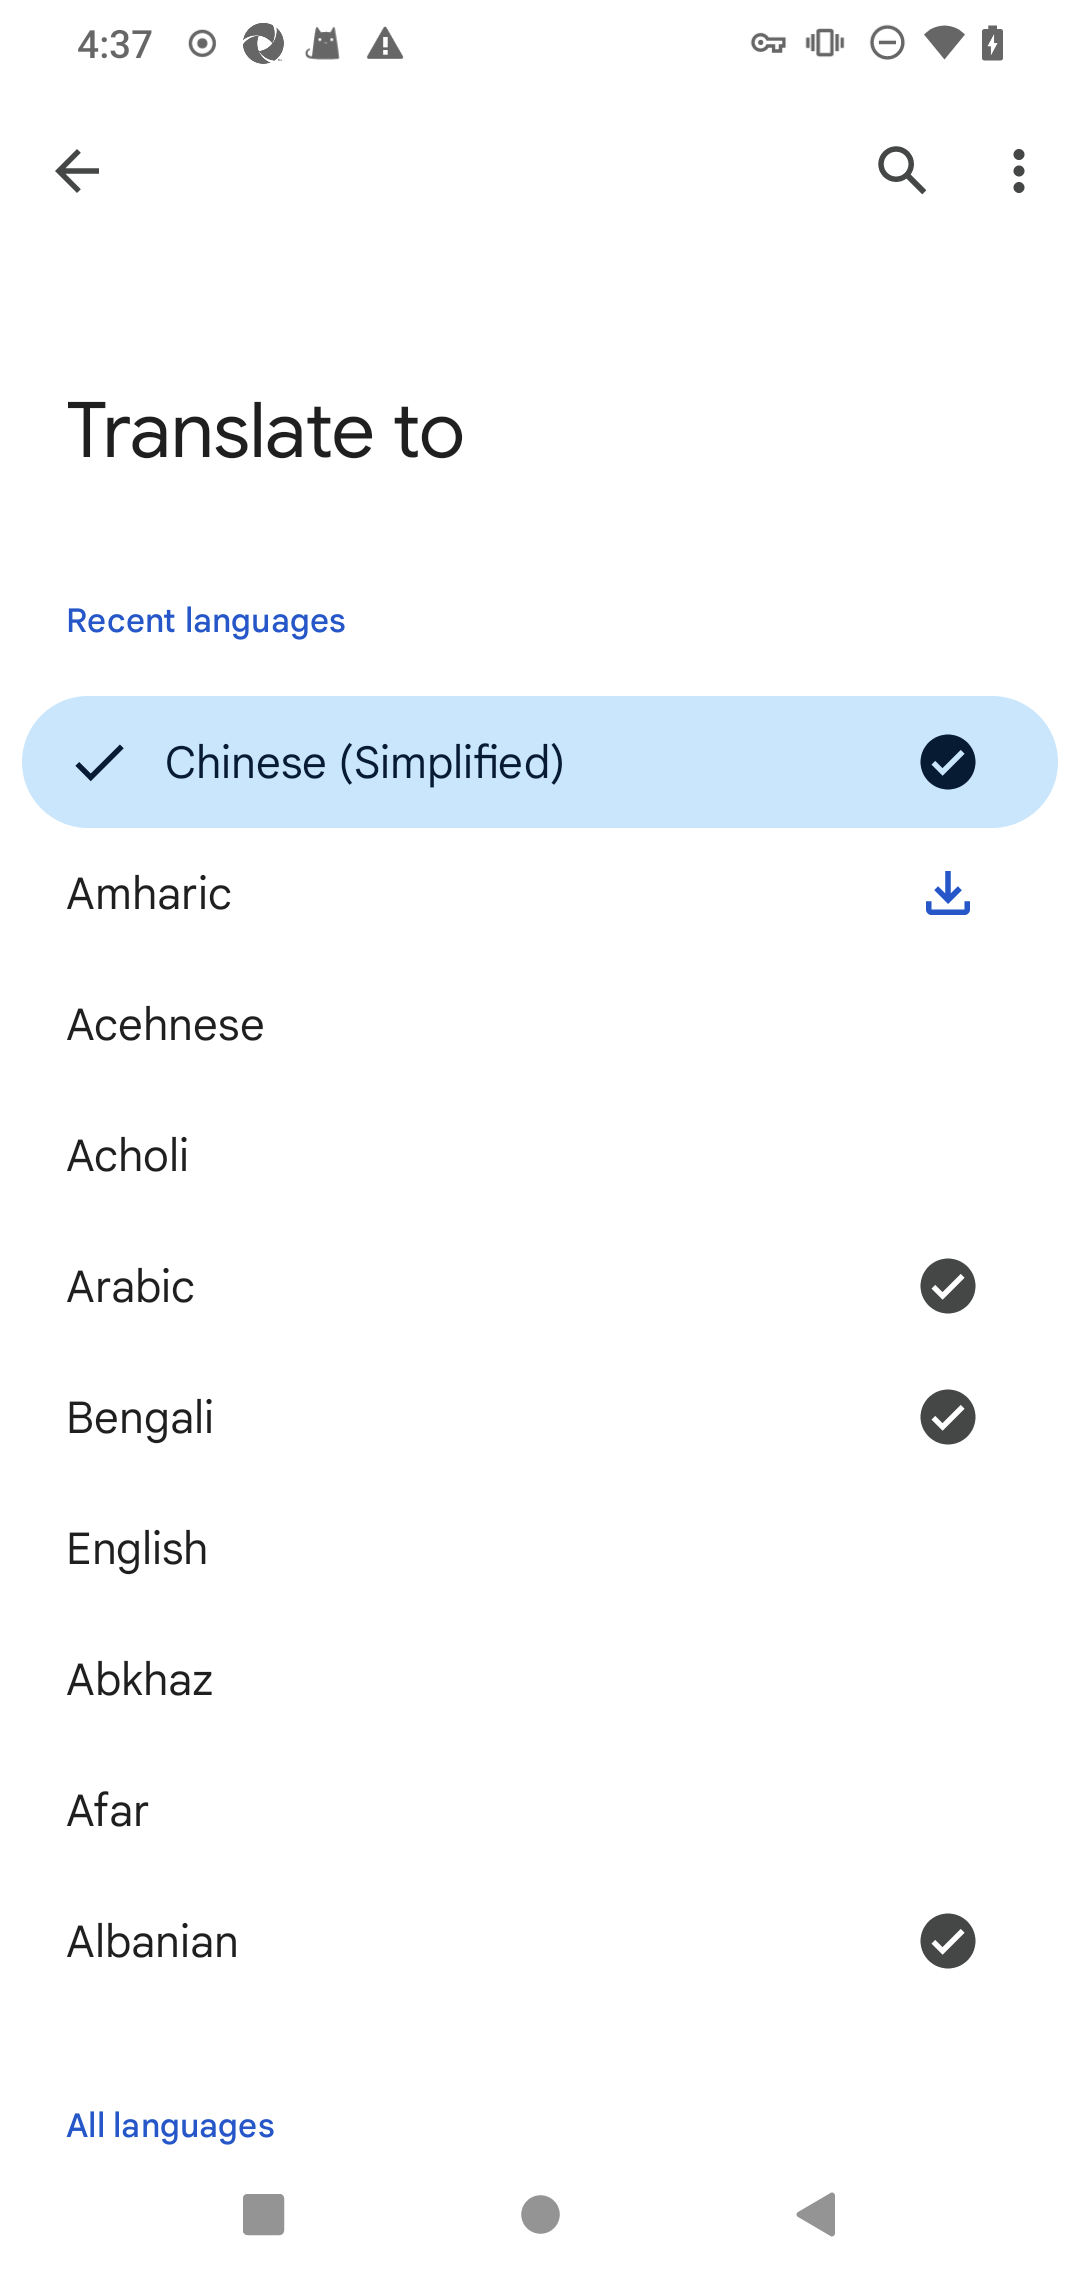 4:37
Translate to
Recent languages
Chinese (Simplified)
Amharic
Acehnese
Acholi
Arabic
Bengali
English
Abkhaz
Afar
Albanian
All languages